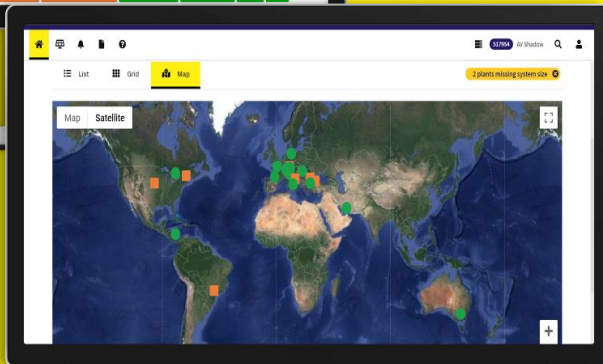 517954 AV Shadow
List Grid Map
2 plants missing system size
Map Satellite